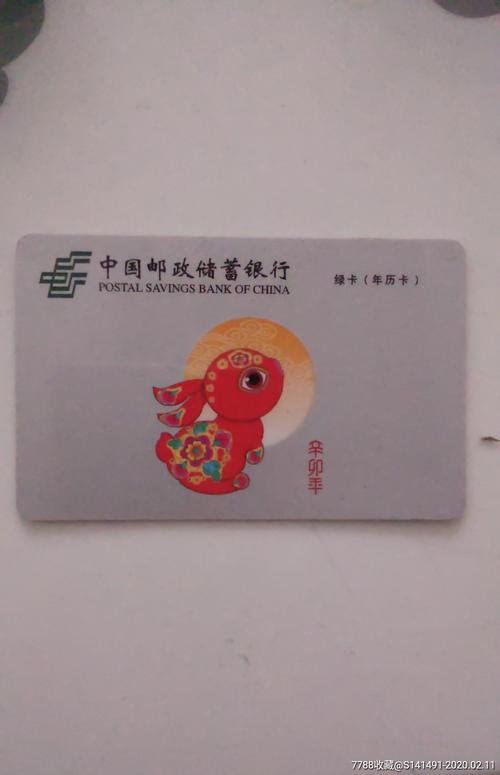 中国邮政储蓄银行
POSTAL SAVINGS BANK OF CHINA
绿卡（年历卡）
辛卯年
7788收藏@S141491-2020.02.11